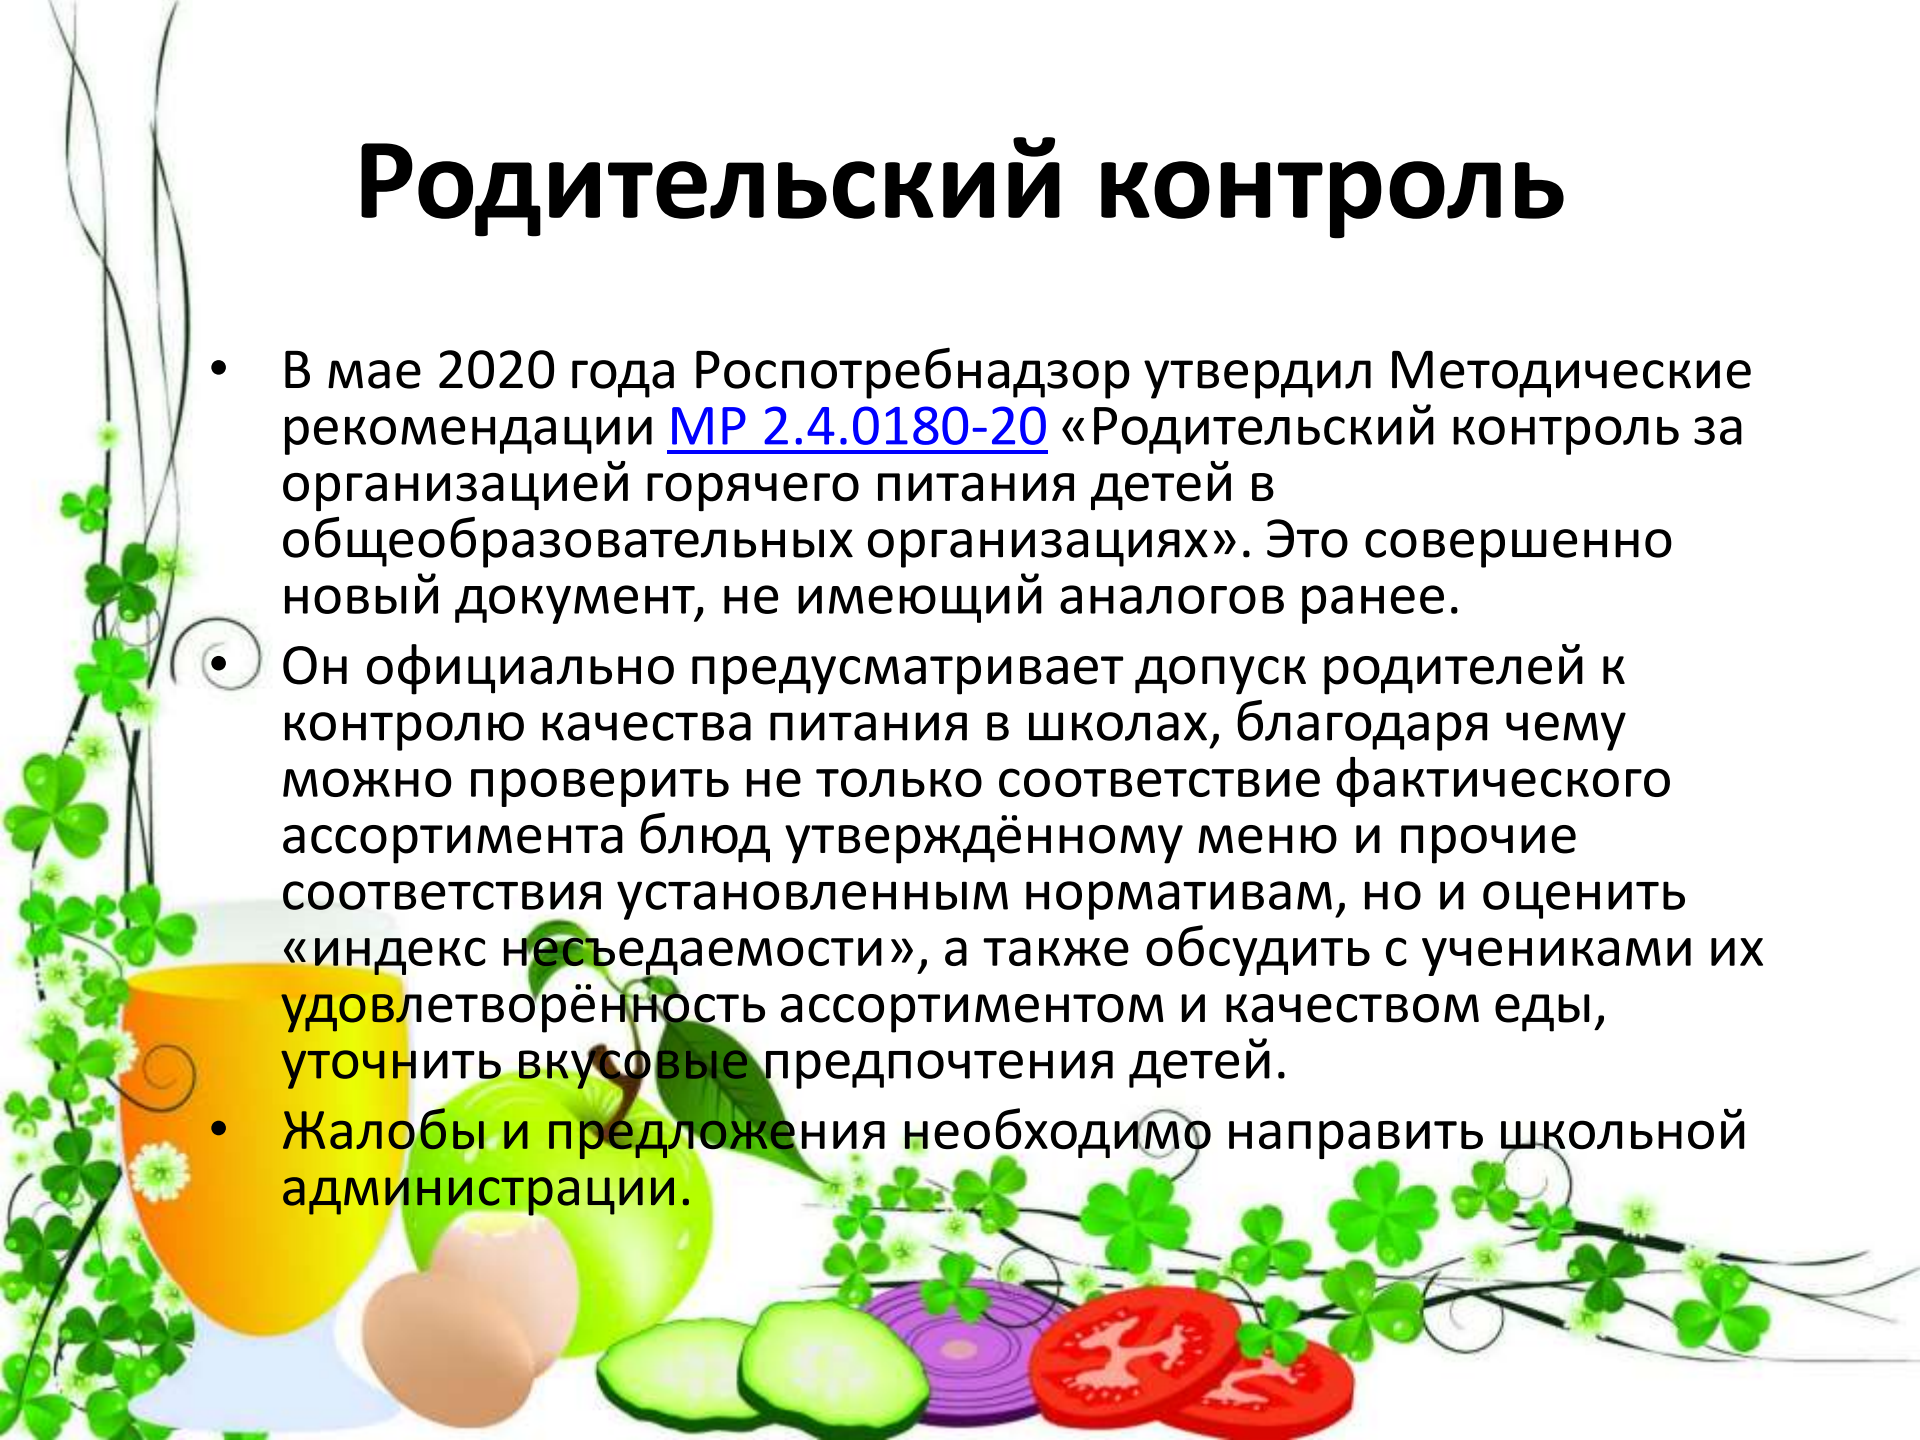 Родительский контроль
• В мае 2020 года Роспотребнадзор утвердил Методические
рекомендации МР 2.4.0180-20 «Родительский контроль за
организацией горячего питания детей в
общеобразовательных организациях». Это совершенно
новый документ, не имеющий аналогов ранее.
• Он официально предусматривает допуск родителей к
контролю качества питания в школах, благодаря чему
можно проверить не только соответствие фактического
ассортимента блюд утверждённому меню и прочие
соответствия установленным нормативам, но и оценить
«индекс несъедаемости», а также обсудить с учениками их
удовлетворённость ассортиментом и качеством еды,
уточнить вкусовые предпочтения детей.
• Жалобы и предложения необходимо направить школьной
администрации.